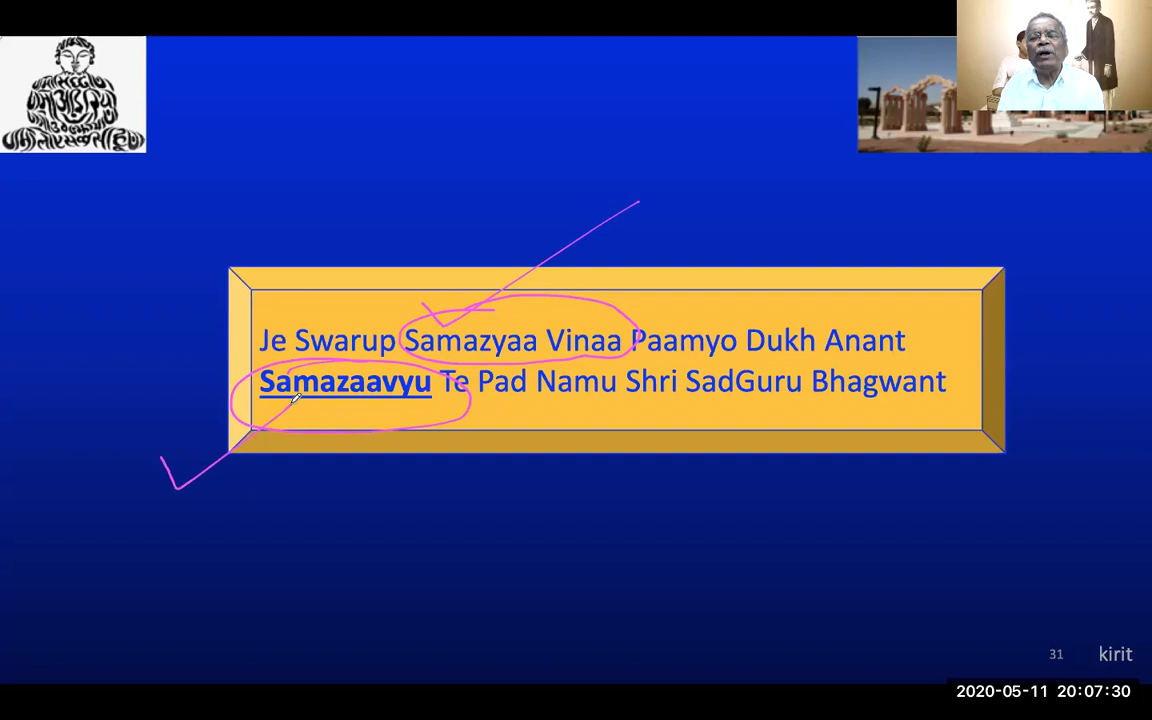 Je Swarup Samazyaa Vinaa Paamyo Dukh Anant
Samazaavyu Te Pad Namu Shri SadGuru Bhagwant
31 kirit
2020-05-11 20:07:30